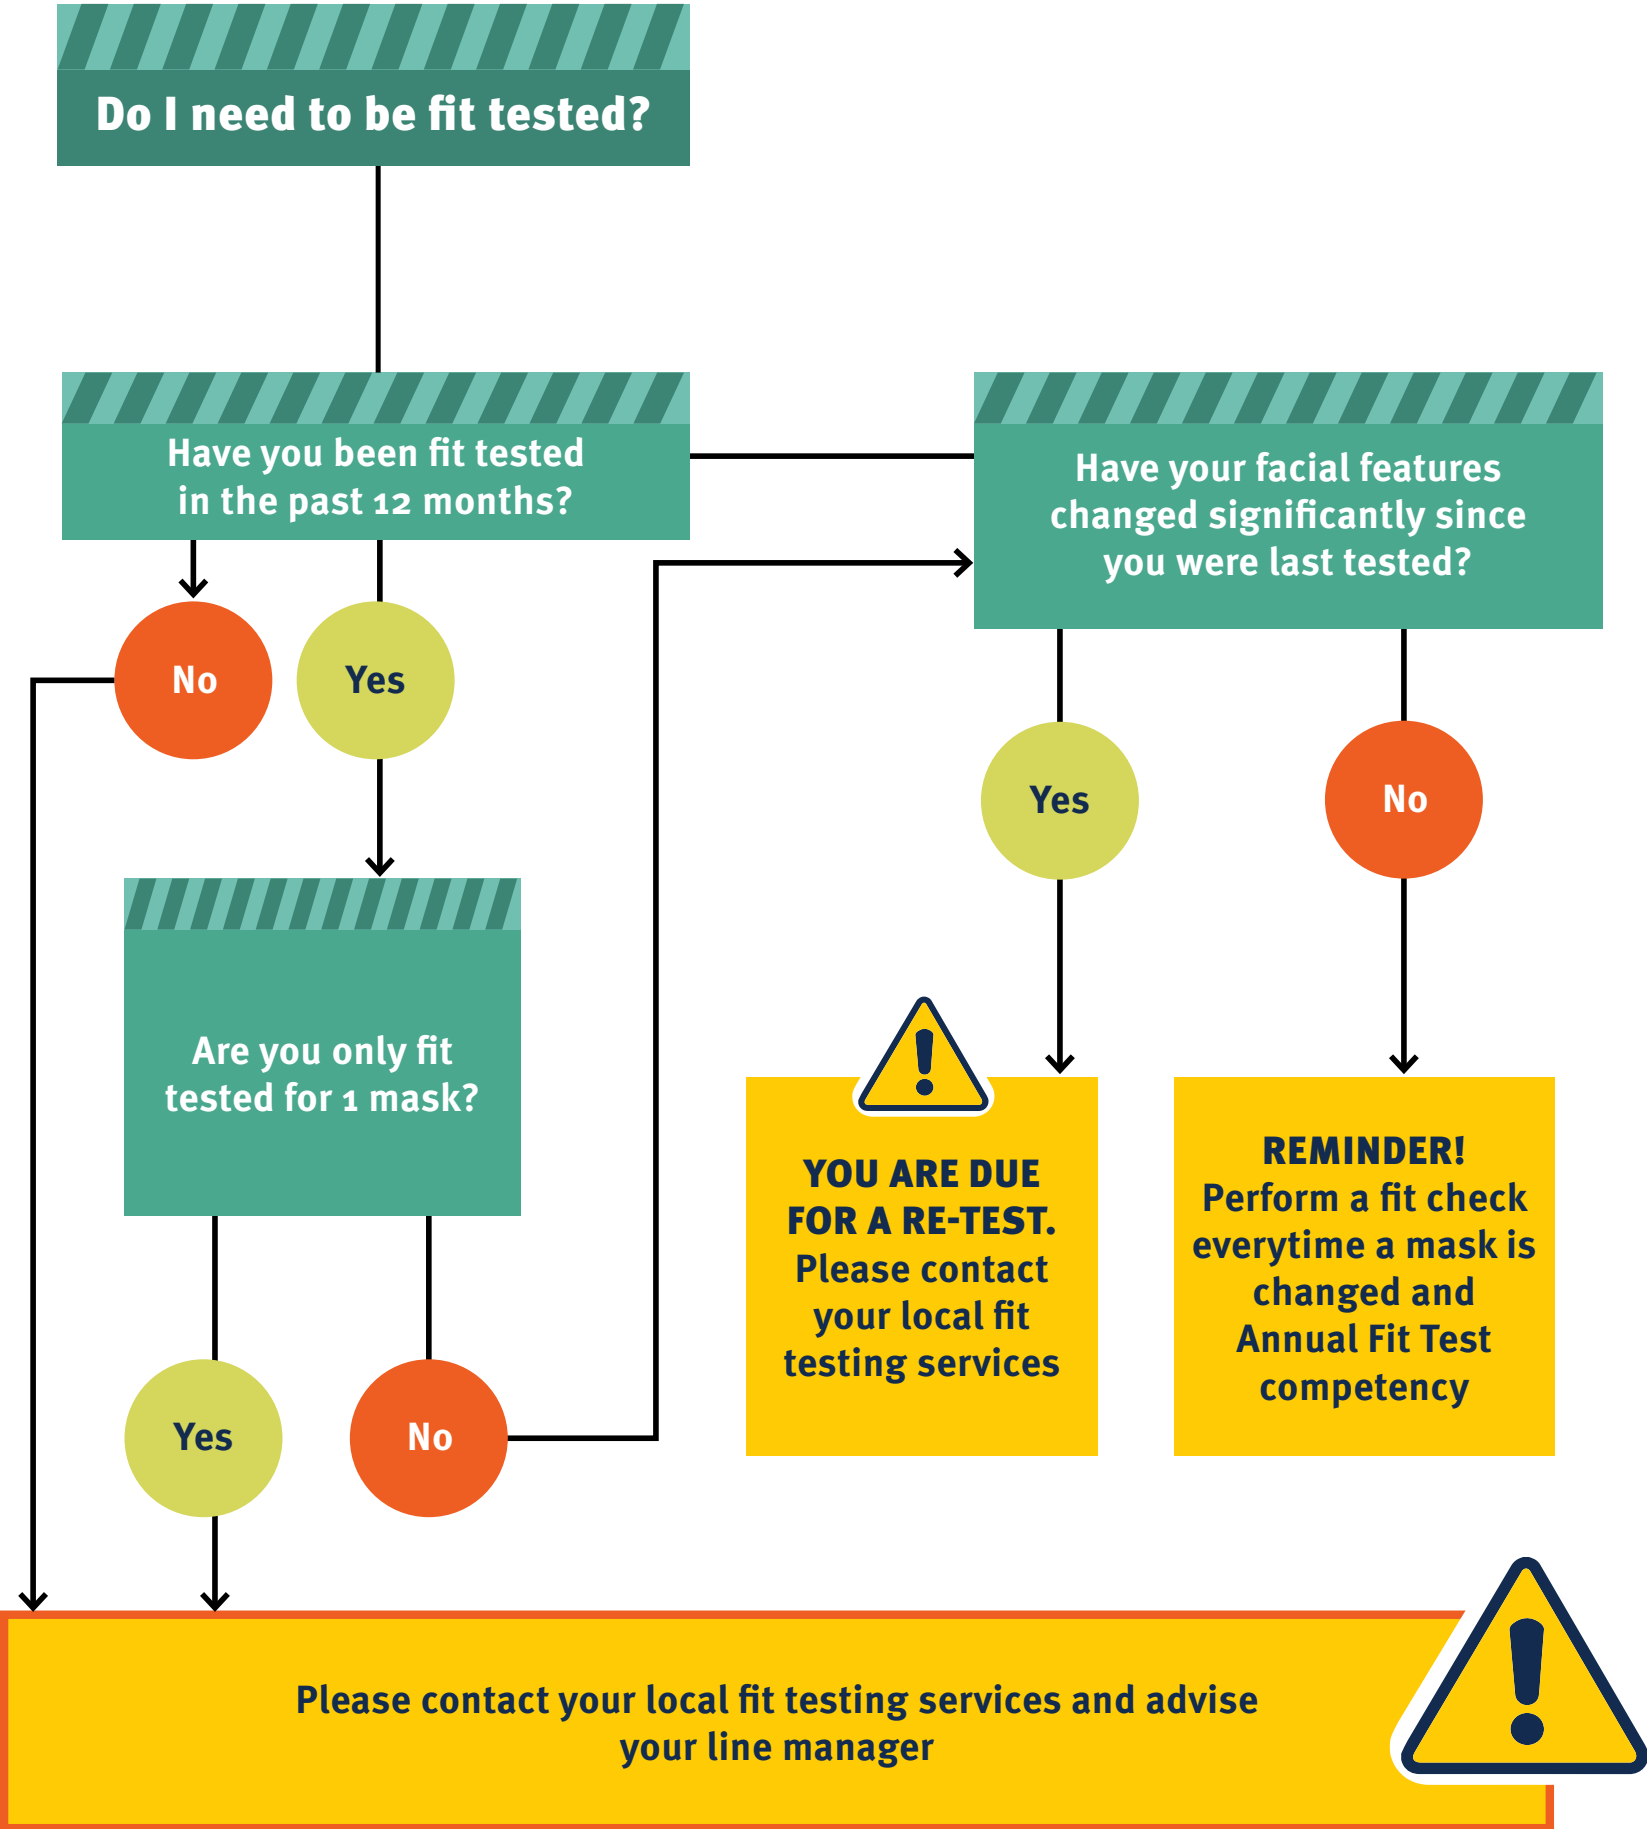 Do I need to be fit tested?
Have you been fit tested
in the past 12 months?
Have your facial features
changed significantly since
you were last tested?
No
Yes
Yes
No
Are you only fit
tested for 1 mask?
YOU ARE DUE
FOR A RE-TEST.
Please contact
your local fit
testing services
REMINDER!
Perform a fit check
everytime a mask is
changed and
Annual Fit Test
competency
Yes
No
Please contact your local fit testing services and advise
your line manager